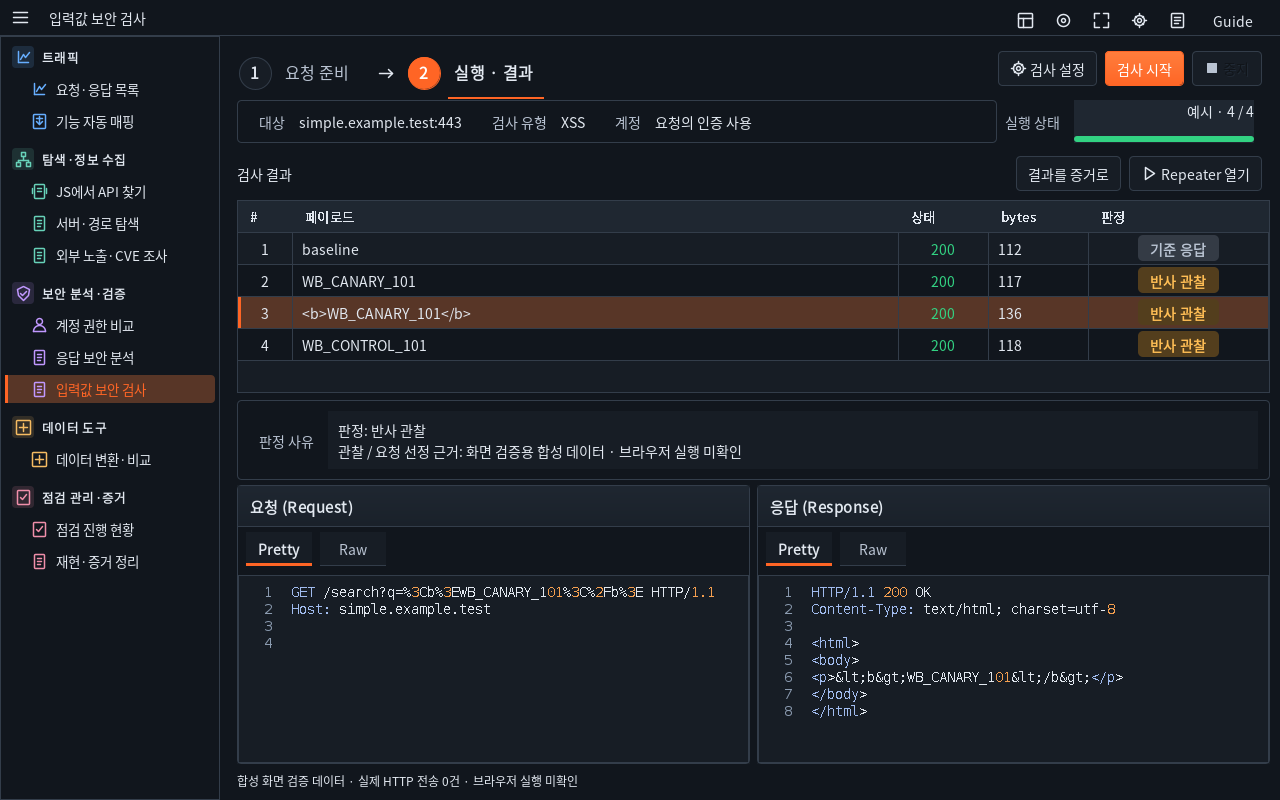 입력값 보안 검사
Guide
트래픽
요청·응답 목록
기능 자동 매핑
탐색·정보 수집
JS에서 API 찾기
서버·경로 탐색
외부 노출·CVE 조사
보안 분석·검증
계정 권한 비교
응답 보안 분석
입력값 보안 검사
데이터 도구
데이터 변환·비교
점검 관리·증거
점검 진행 현황
재현·증거 정리
1 요청 준비 → 2 실행 · 결과
검사 설정
검사 시작
대상 simple.example.test:443 검사 유형 XSS 계정 요청의 인증 사용
실행 상태 예시 · 4 / 4
검사 결과
결과를 증거로
Repeater 열기
# 페이로드 상태 bytes 판정
1 baseline 200 112 기준 응답
2 WB_CANARY_101 200 117 반사 관찰
3 <b>WB_CANARY_101</b> 200 136 반사 관찰
4 WB_CONTROL_101 200 118 반사 관찰
판정 사유
판정: 반사 관찰
관찰 / 요청 선정 근거: 화면 검증용 합성 데이터 · 브라우저 실행 미확인
요청 (Request)
Pretty Raw
1 GET /search?q=%3Cb%3EWB_CANARY_101%3C%2Fb%3E HTTP/1.1
2 Host: simple.example.test
3
4
응답 (Response)
Pretty Raw
1 HTTP/1.1 200 OK
2 Content-Type: text/html; charset=utf-8
3
4 <html>
5 <body>
6 <p>&lt;b&gt;WB_CANARY_101&lt;/b&gt;</p>
7 </body>
8 </html>
합성 화면 검증 데이터 · 실제 HTTP 전송 0건 · 브라우저 실행 미확인